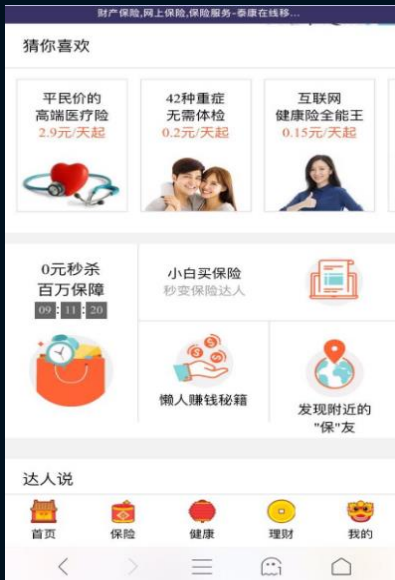 财产保险,网上保险,保险服务-泰康在线移...
猜你喜欢
平民价的
高端医疗险
2.9元/天起
42种重症
无需体检
0.2元/天起
互联网
健康险全能王
0.15元/天起
0元秒杀
百万保障
09:11:20
小白买保险
秒变保险达人
懒人赚钱秘籍
发现附近的
"保"友
达人说
首页 保险 健康 理财 我的